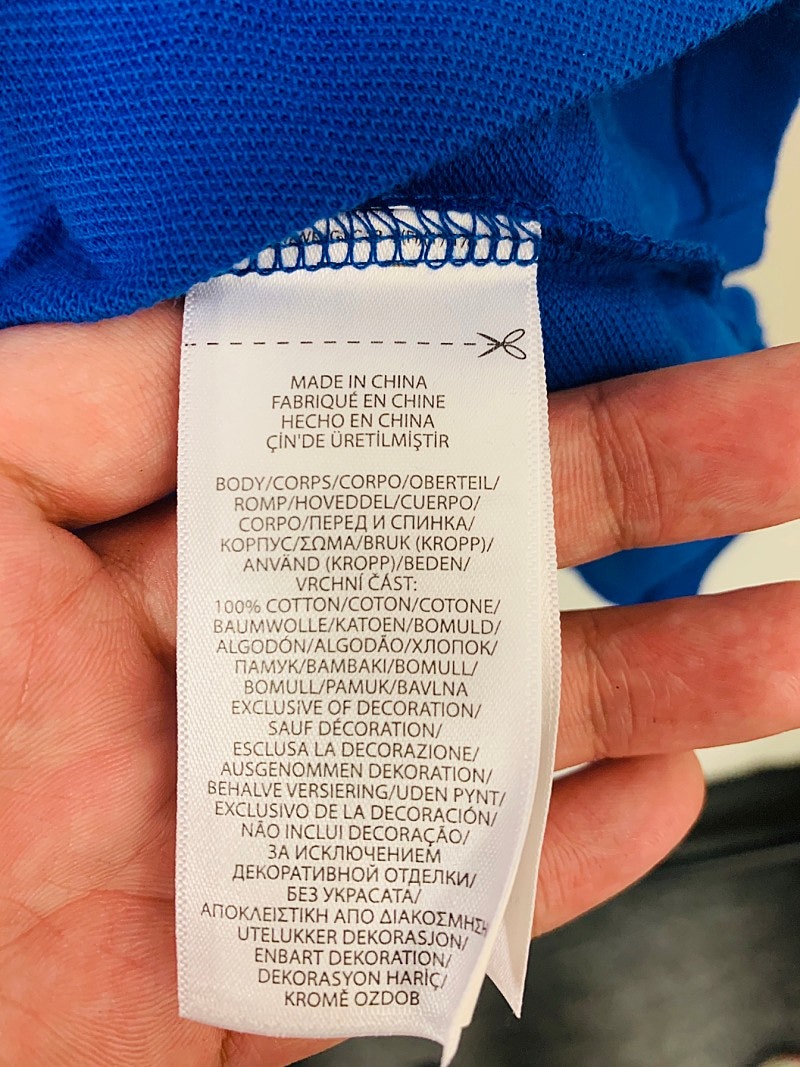 MADE IN CHINA
FABRIQUÉ EN CHINE
HECHO EN CHINA
ÇİN'DE ÜRETİLMİŞTİR
BODY/CORPS/CORPO/OBERTEIL/
ROMP/HOVEDDEL/CUERPO/
CORPO/ПЕРЕД И СПИНКА/
КОРПУС/ΣΩΜΑ/BRUK (KROPP)/
ANVÄND (KROPP)/BEDEN/
VRCHNÍ ČÁST:
100% COTTON/COTON/COTONE/
BAUMWOLLE/KATOEN/BOMULD/
ALGODÓN/ALGODÃO/ХЛОПОК/
ПАМУК/ΒΑΜΒΑΚΙ/BOMULL/
BOMULL/PAMUK/BAVLNA
EXCLUSIVE OF DECORATION/
SAUF DÉCORATION/
ESCLUSA LA DECORAZIONE/
AUSGENOMMEN DEKORATION/
BEHALVE VERSIERING/UDEN PYNT/
EXCLUSIVO DE LA DECORACIÓN/
NÃO INCLUI DECORAÇÃO/
ЗА ИСКЛЮЧЕНИЕМ
ДЕКОРАТИВНОЙ ОТДЕЛКИ/
БЕЗ УКРАСАТА/
ΑΠΟΚΛΕΙΣΤΙΚΗ ΑΠΟ ΔΙΑΚΟΣΜΗΣΗ
UTELUKKER DEKORASJON/
ENBART DEKORATION/
DEKORASYON HARİÇ/
KROMĚ OZDOB